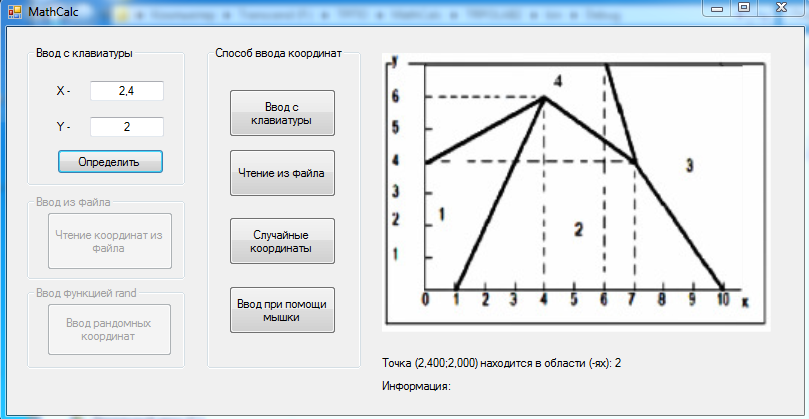 MathCalc
Ввод с клавиатуры
X -
2,4
Y -
2
Определить
Ввод из файла
Чтение координат из
файла
Ввод функцией rand
Ввод рандомных
координат
Способ ввода координат
Ввод с
клавиатуры
Чтение из файла
Случайные
координаты
Ввод при помощи
мышки
y
6
5
4
3
2
1
0 1 2 3 4 5 6 7 8 9 10 x
4
3
1
2
Точка (2,400;2,000) находится в области (-ях): 2
Информация: